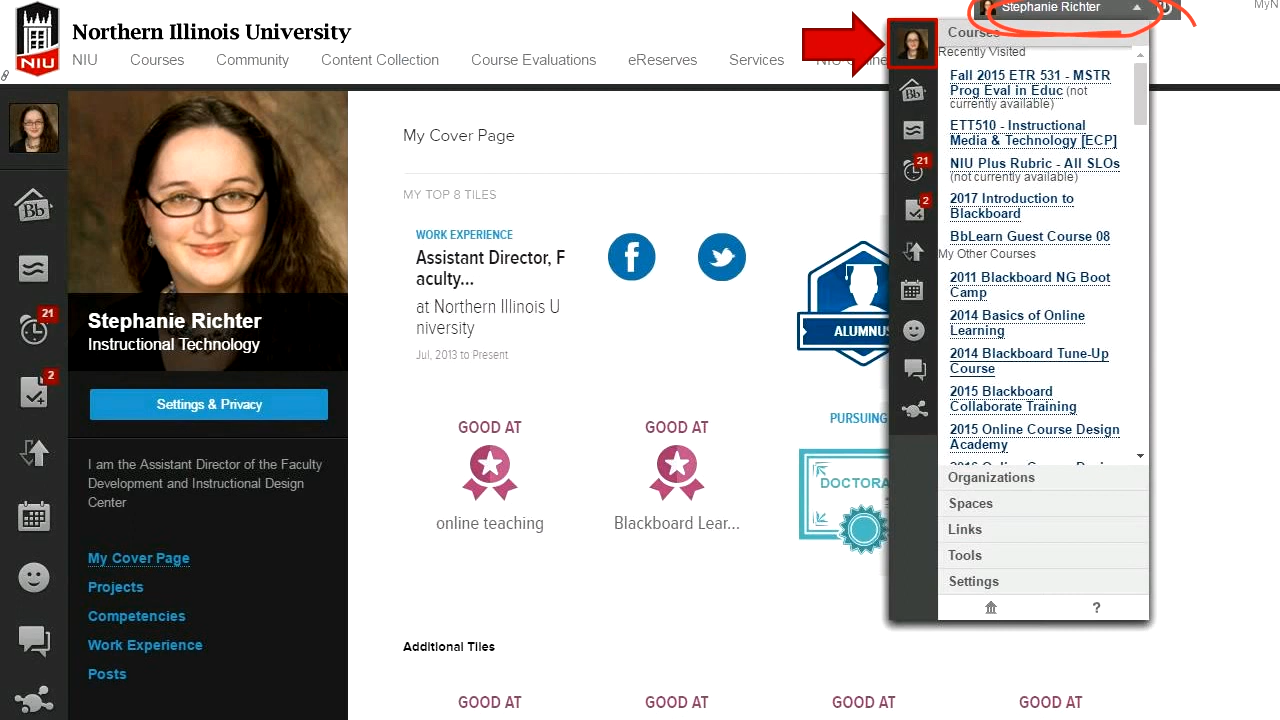 Stephanie Richter
MyN
NIU
Northern Illinois University
NIU Courses Community Content Collection Course Evaluations eReserves Services
Courses
Recently Visited
Fall 2015 ETR 531 - MSTR
Prog Eval in Educ (not
currently available)
ETT510 - Instructional
Media & Technology [ECP]
NIU Plus Rubric - All SLOs
(not currently available)
2017 Introduction to
Blackboard
BbLearn Guest Course 08
My Other Courses
2011 Blackboard NG Boot
Camp
2014 Basics of Online
Learning
2014 Blackboard Tune-Up
Course
2015 Blackboard
Collaborate Training
2015 Online Course Design
Academy
Organizations
Spaces
Links
Tools
Settings
?
Bb
21
2
Bb
21
2
Stephanie Richter
Instructional Technology
Settings & Privacy
I am the Assistant Director of the Faculty
Development and Instructional Design
Center
My Cover Page
Projects
Competencies
Work Experience
Posts
My Cover Page
MY TOP 8 TILES
WORK EXPERIENCE
Assistant Director, F
aculty...
at Northern Illinois U
niversity
Jul, 2013 to Present
f
ALUMNUS
GOOD AT
online teaching
GOOD AT
Blackboard Lear...
PURSUING
DOCTORA
Additional Tiles
GOOD AT GOOD AT GOOD AT GOOD AT